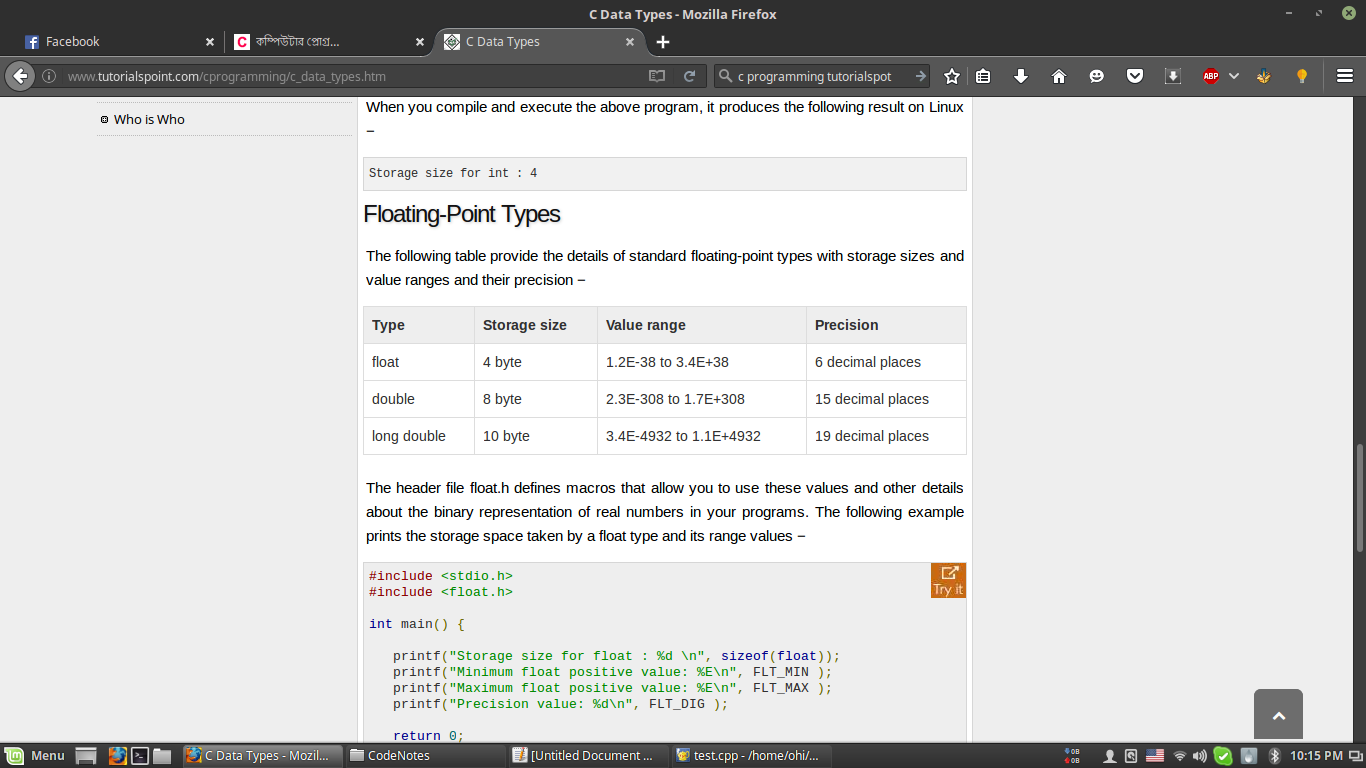 C Data Types - Mozilla Firefox
Facebook
C কম্পিউটার প্রোগ্র...
C Data Types
www.tutorialspoint.com/cprogramming/c_data_types.htm
c programming tutorialspot
ABP
Who is Who
When you compile and execute the above program, it produces the following result on Linux
−
Storage size for int : 4
Floating-Point Types
The following table provide the details of standard floating-point types with storage sizes and
value ranges and their precision −
Type Storage size Value range Precision
float 4 byte 1.2E-38 to 3.4E+38 6 decimal places
double 8 byte 2.3E-308 to 1.7E+308 15 decimal places
long double 10 byte 3.4E-4932 to 1.1E+4932 19 decimal places
The header file float.h defines macros that allow you to use these values and other details
about the binary representation of real numbers in your programs. The following example
prints the storage space taken by a float type and its range values −
Try it
#include <stdio.h>
#include <float.h>
int main() {
printf("Storage size for float : %d \n", sizeof(float));
printf("Minimum float positive value: %E\n", FLT_MIN );
printf("Maximum float positive value: %E\n", FLT_MAX );
printf("Precision value: %d\n", FLT_DIG );
return 0;
Menu
C Data Types - Mozil...
CodeNotes
[Untitled Document ...
test.cpp - /home/ohi/...
0B
0B
10:15 PM